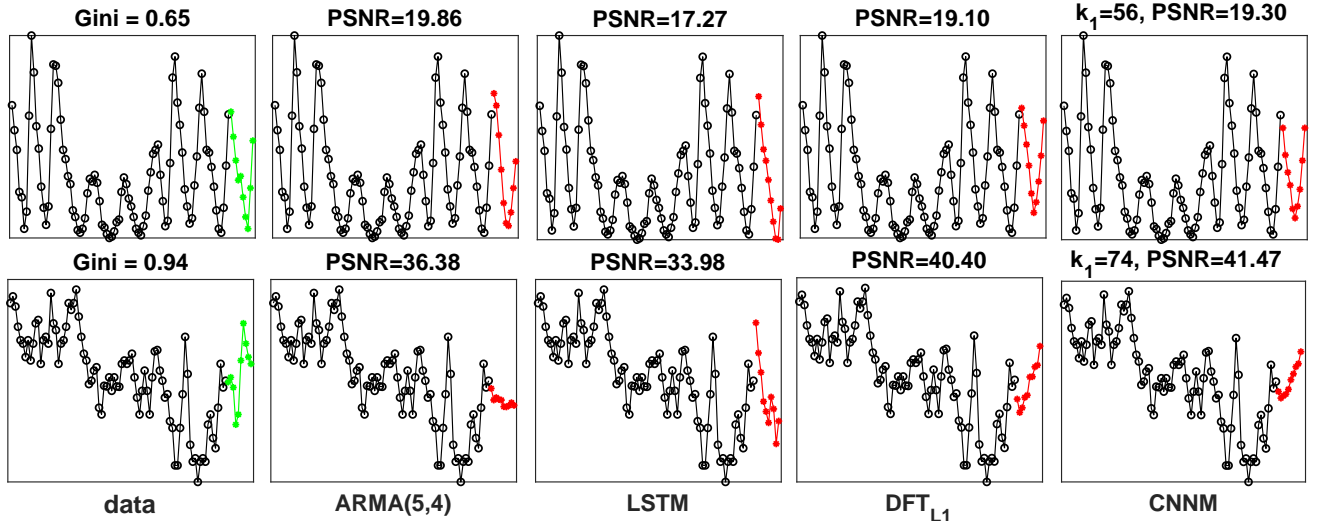 Gini = 0.65
PSNR=19.86
PSNR=17.27
PSNR=19.10
k1=56, PSNR=19.30
Gini = 0.94
PSNR=36.38
PSNR=33.98
PSNR=40.40
k1=74, PSNR=41.47
data
ARMA(5,4)
LSTM
DFTL1
CNNM